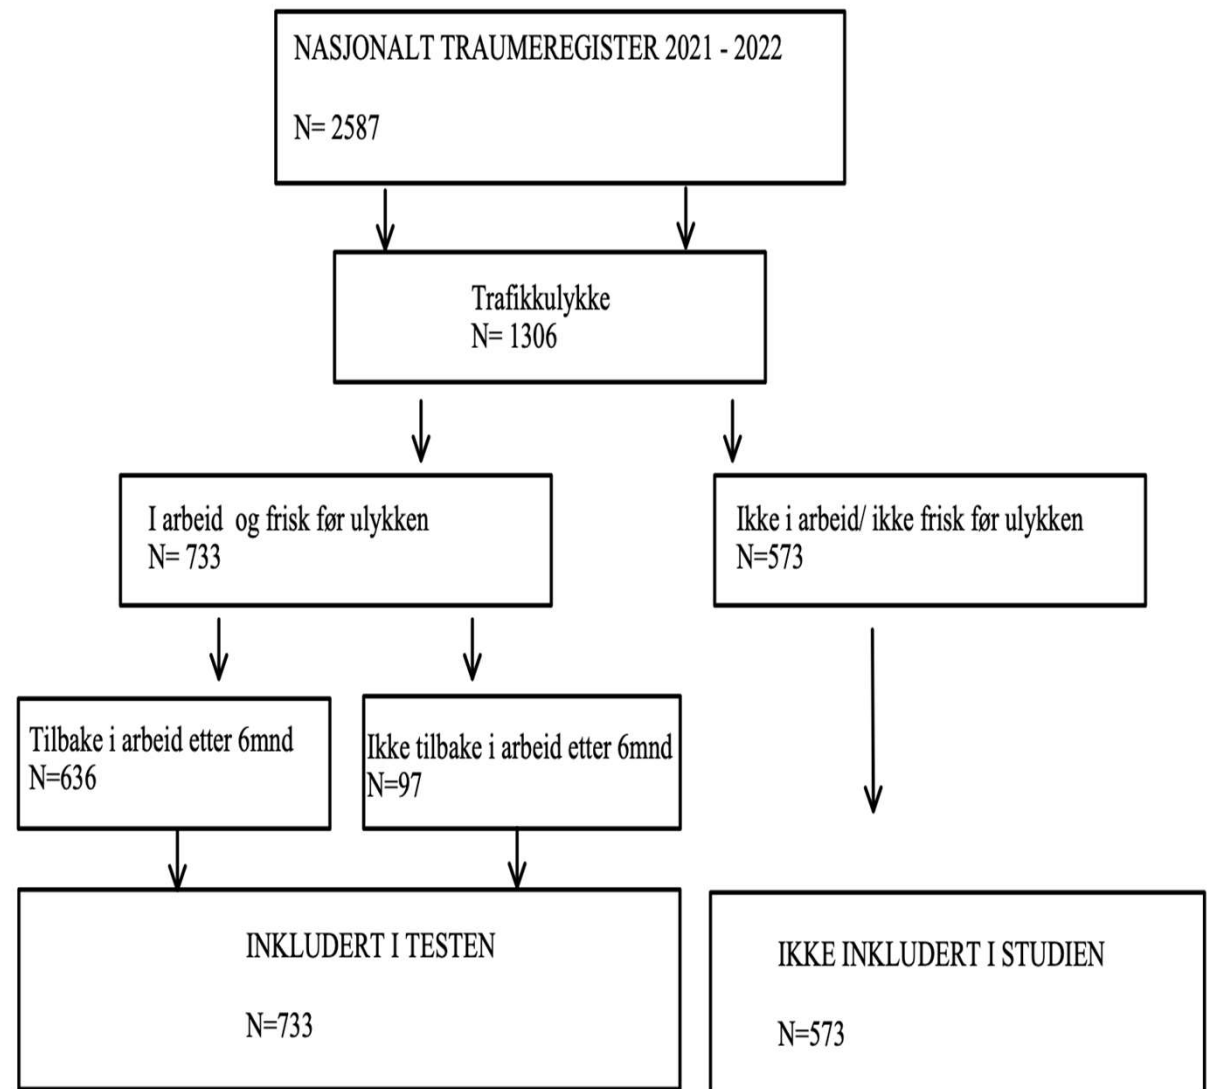 NASJONALT TRAUMEREGISTER 2021 - 2022
N= 2587
Trafikkulykke
N= 1306
I arbeid og frisk før ulykken
N= 733
Ikke i arbeid/ ikke frisk før ulykken
N=573
Tilbake i arbeid etter 6mnd
N=636
Ikke tilbake i arbeid etter 6mnd
N=97
INKLUDERT I TESTEN
N=733
IKKE INKLUDERT I STUDIEN
N=573